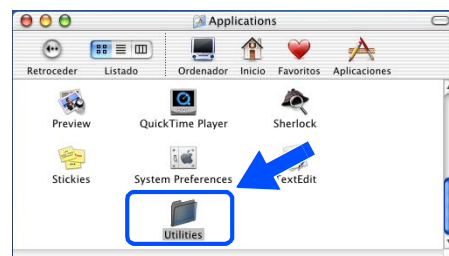 Applications
Retroceder Listado Ordenador Inicio Favoritos Aplicaciones
Preview QuickTime Player Sherlock
Stickies System Preferences TextEdit
Utilities